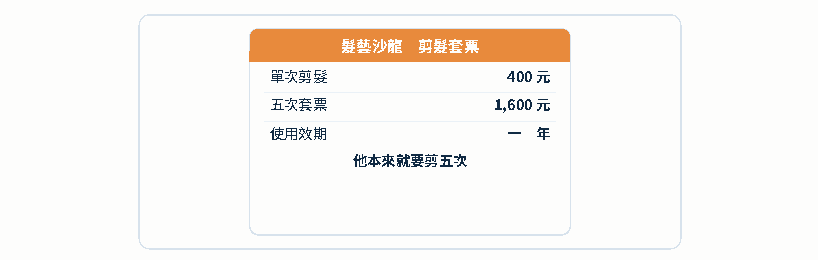 髮藝沙龍　剪髮套票
單次剪髮　400 元
五次套票　1,600 元
使用效期　一　年
他本來就要剪五次